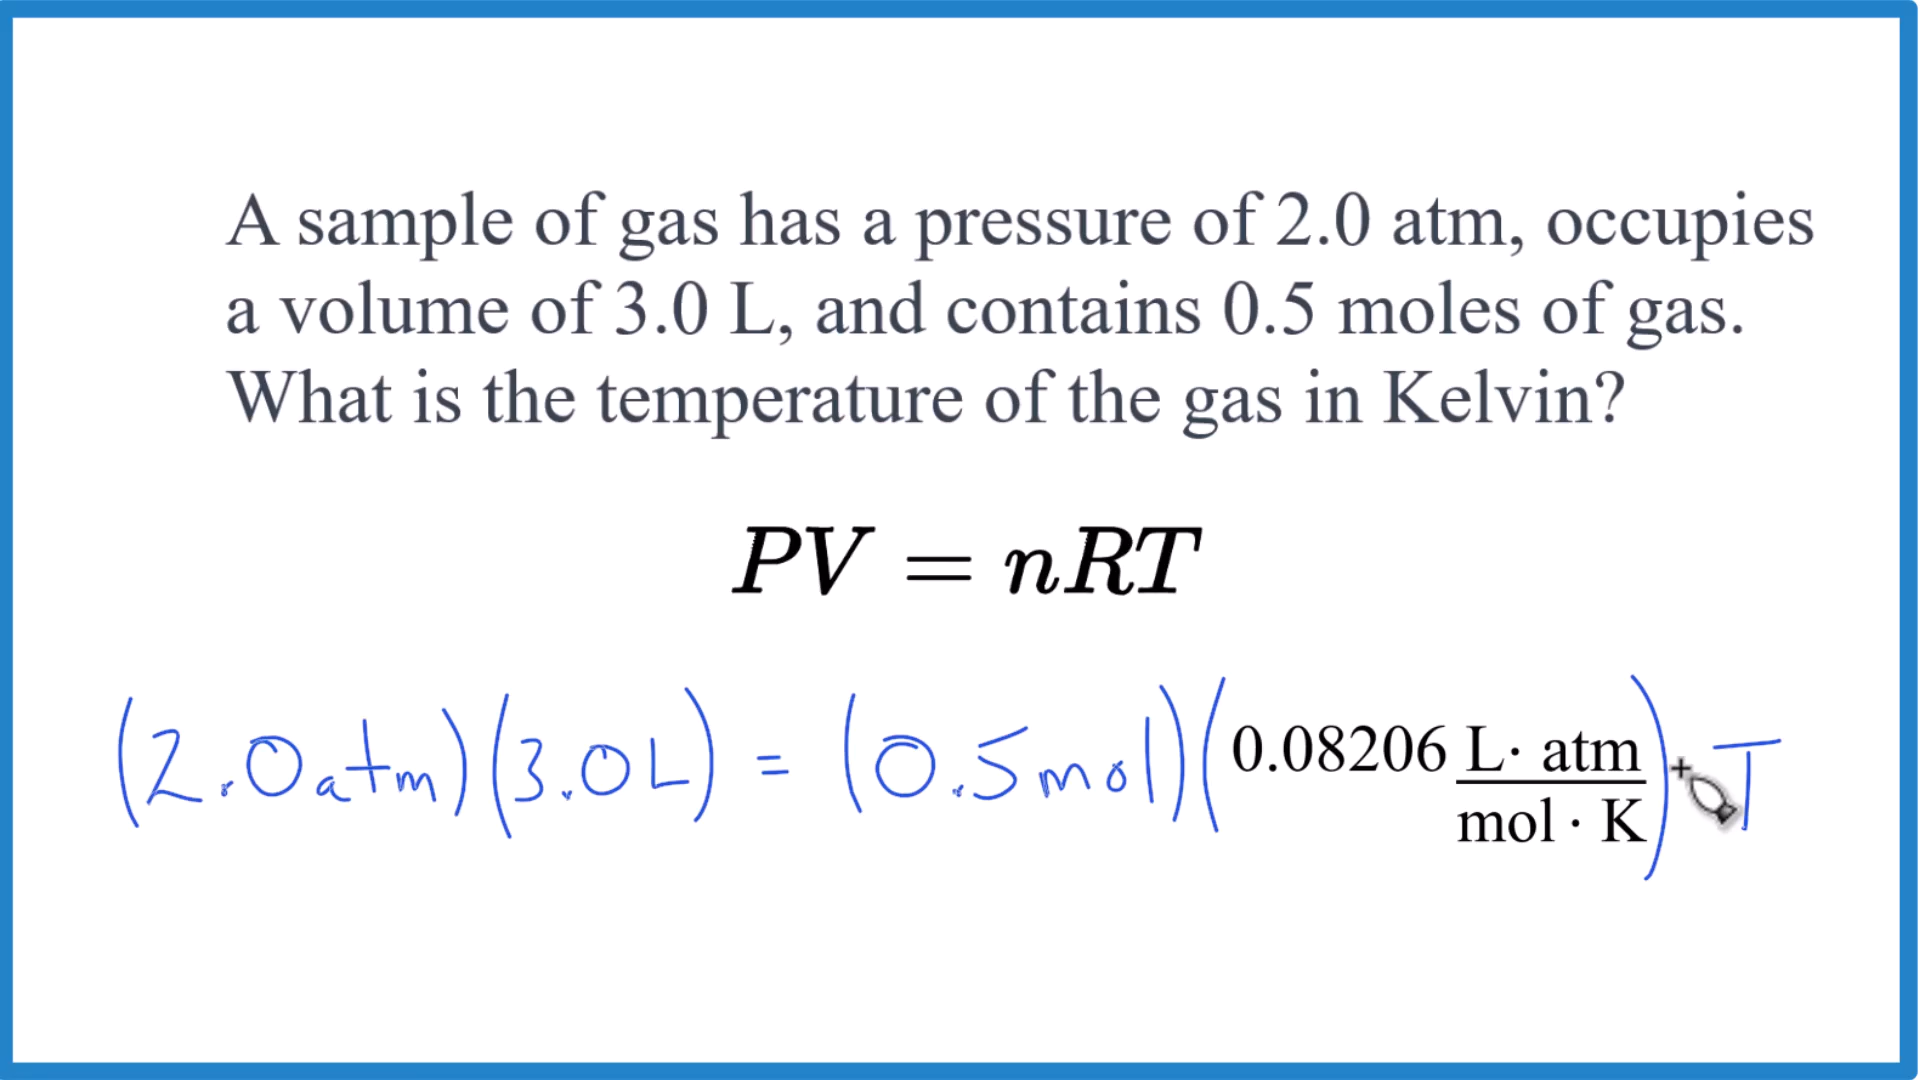 A sample of gas has a pressure of 2.0 atm, occupies
a volume of 3.0 L, and contains 0.5 moles of gas.
What is the temperature of the gas in Kelvin?
PV = nRT
(2.0 atm)(3.0 L) = (0.5 mol)(0.08206 L· atm / mol · K) T